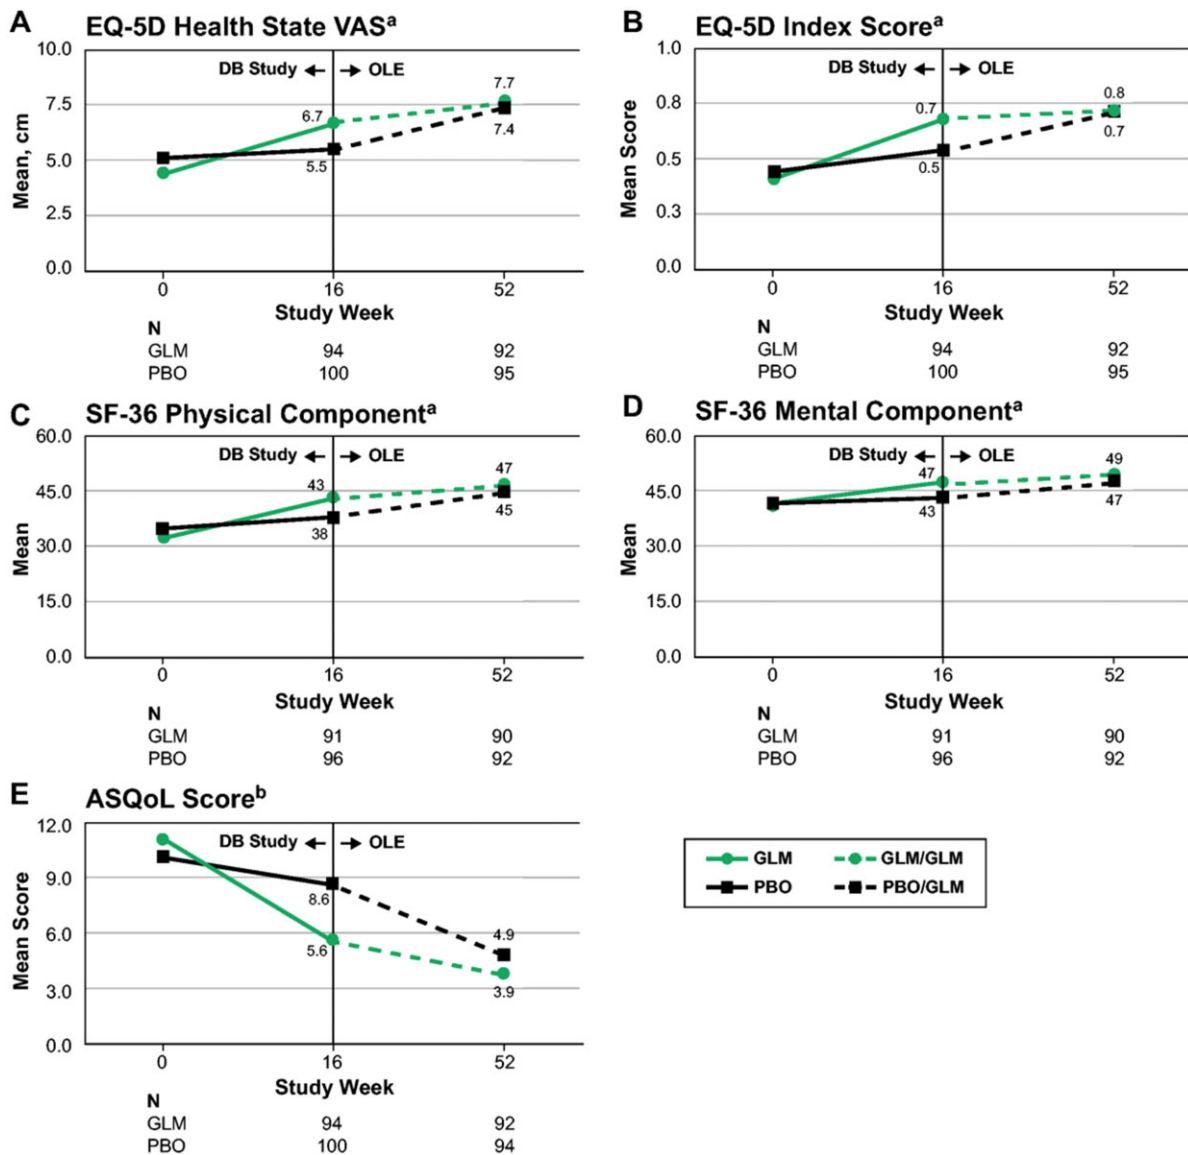 A EQ-5D Health State VASᵃ
Mean, cm
10.0
7.5
5.0
2.5
0.0
DB Study ← → OLE
6.7
5.5
7.7
7.4
0 16 52
Study Week
N
GLM 94 92
PBO 100 95
B EQ-5D Index Scoreᵃ
Mean Score
1.0
0.8
0.5
0.3
0.0
DB Study ← → OLE
0.7
0.5
0.8
0.7
0 16 52
Study Week
N
GLM 94 92
PBO 100 95
C SF-36 Physical Componentᵃ
Mean
60.0
45.0
30.0
15.0
0.0
DB Study ← → OLE
43
38
47
45
0 16 52
Study Week
N
GLM 91 90
PBO 96 92
D SF-36 Mental Componentᵃ
Mean
60.0
45.0
30.0
15.0
0.0
DB Study ← → OLE
47
43
49
47
0 16 52
Study Week
N
GLM 91 90
PBO 96 92
E ASQoL Scoreᵇ
Mean Score
12.0
9.0
6.0
3.0
0.0
DB Study ← → OLE
8.6
5.6
4.9
3.9
0 16 52
Study Week
N
GLM 94 92
PBO 100 94
GLM GLM/GLM
PBO PBO/GLM